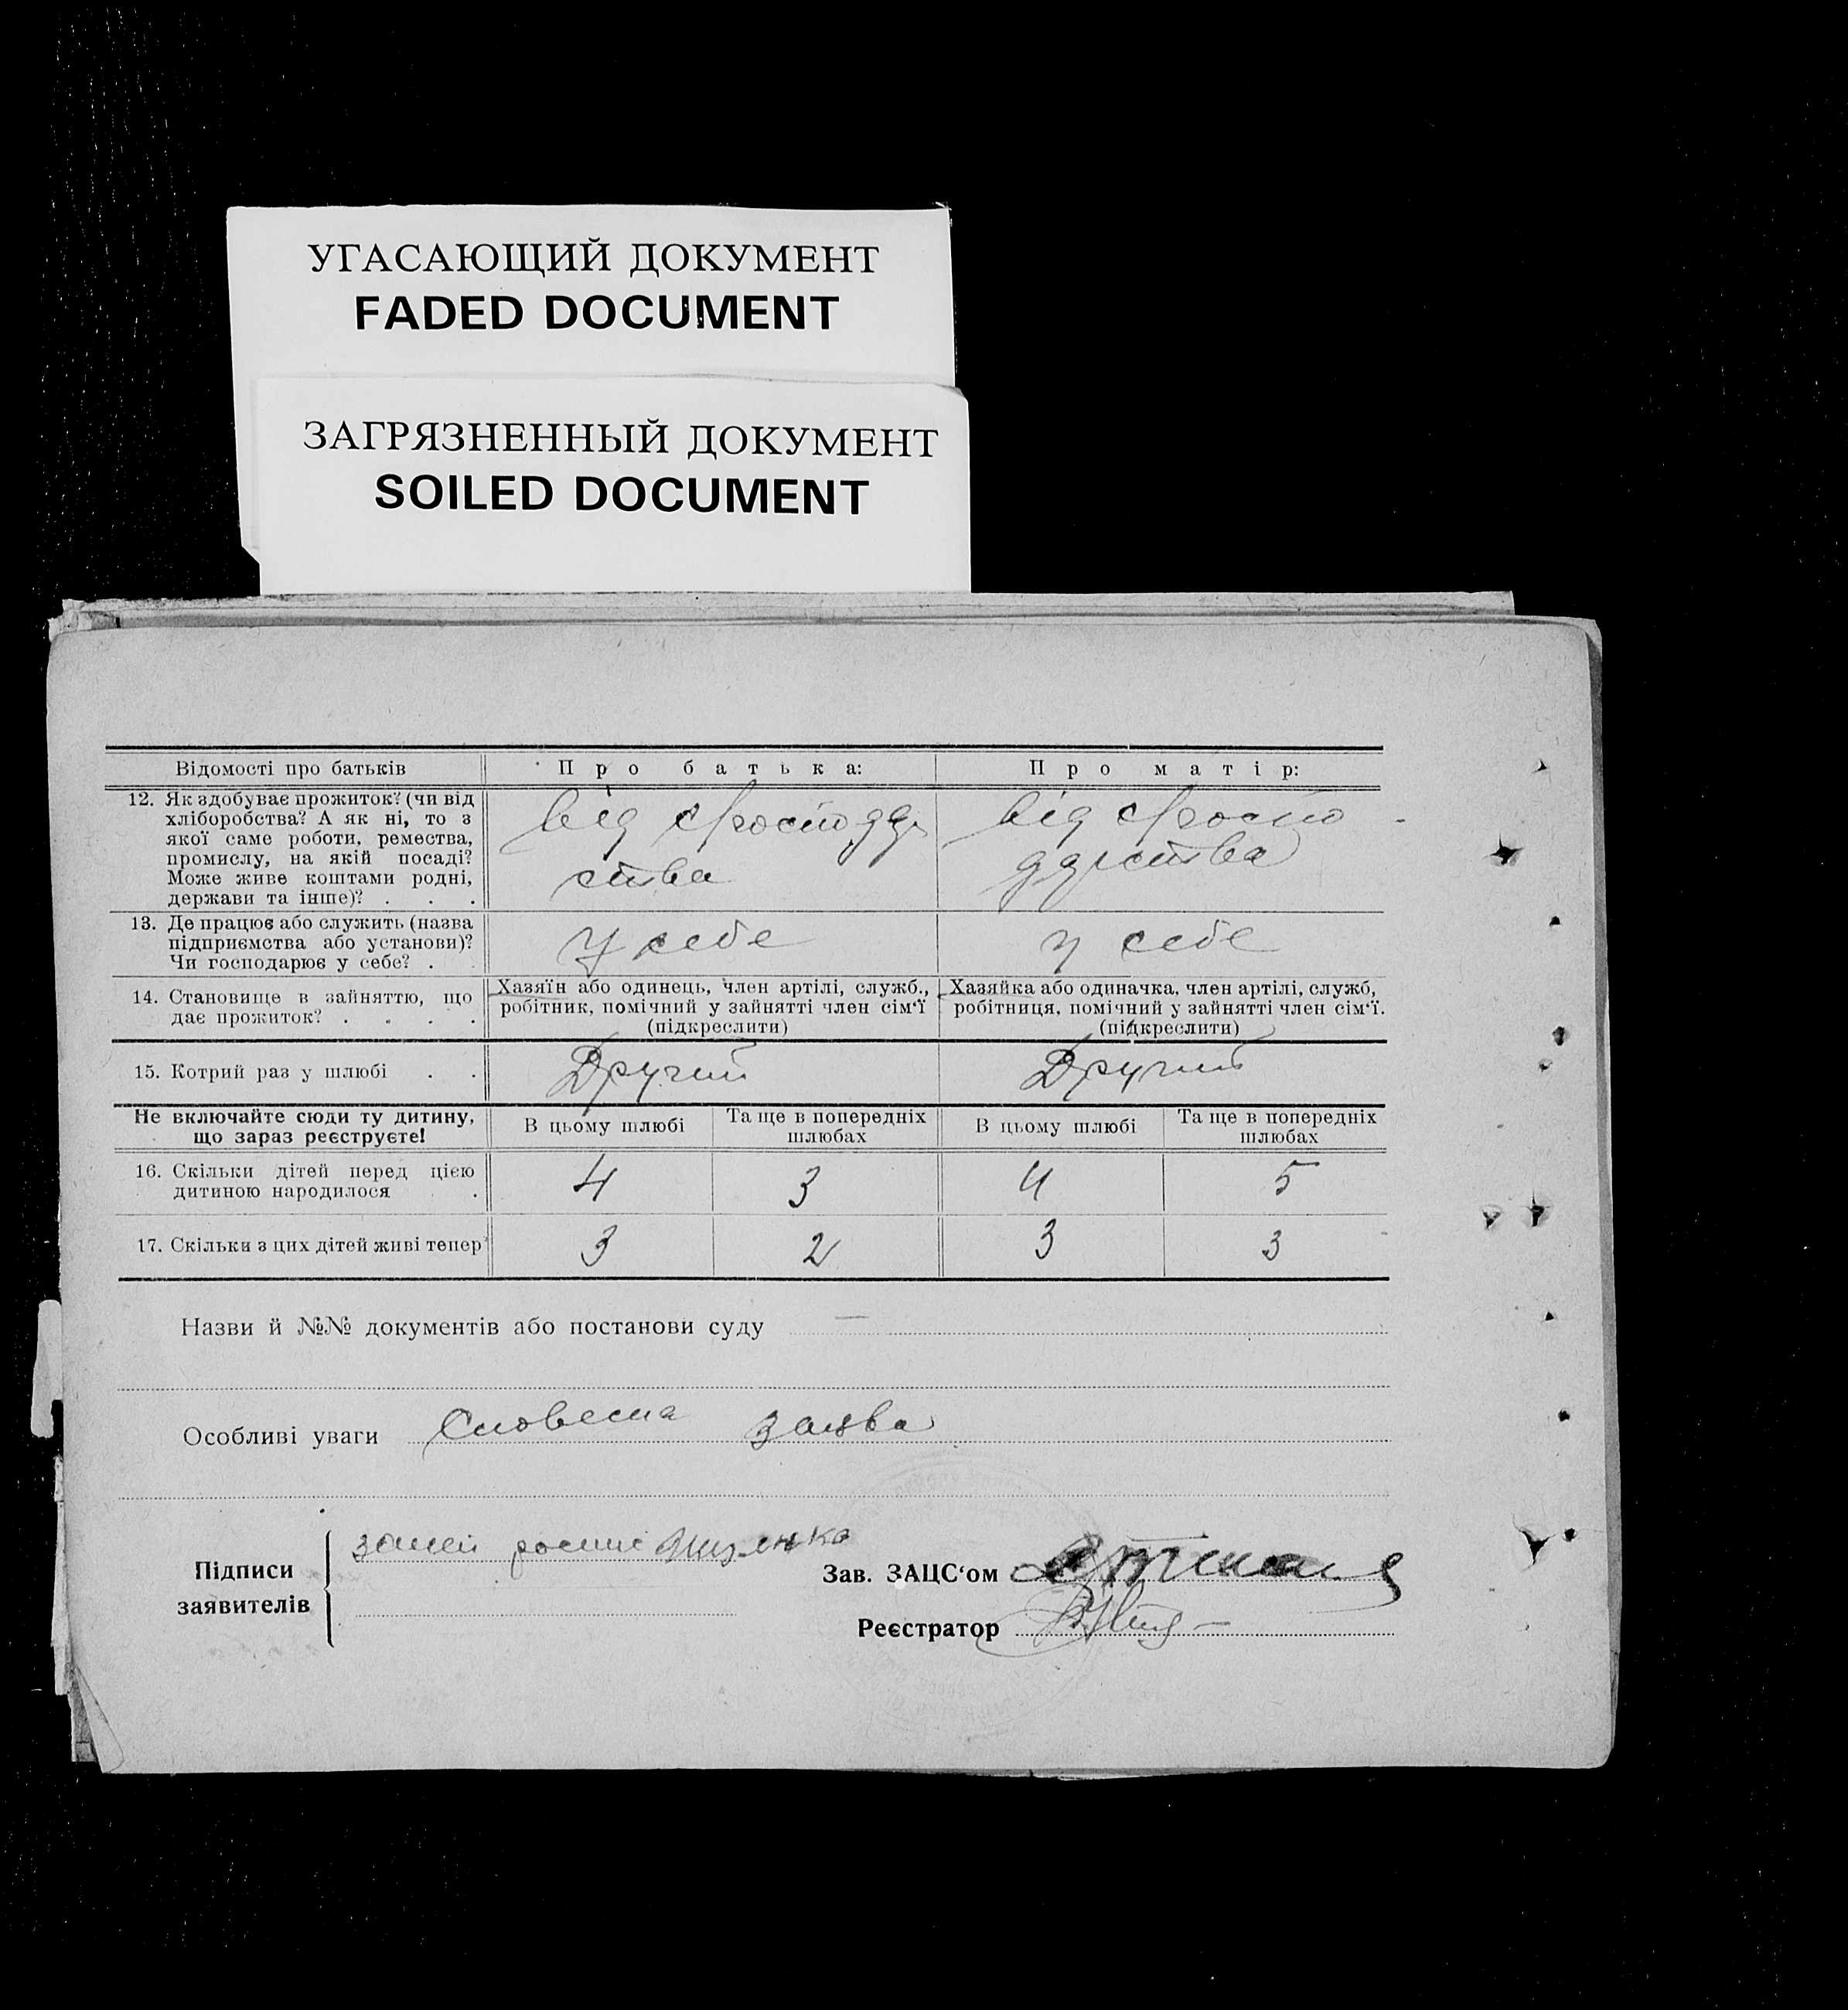 УГАСАЮЩИЙ ДОКУМЕНТ
FADED DOCUMENT
ЗАГРЯЗНЕННЫЙ ДОКУМЕНТ
SOILED DOCUMENT
Відомості про батьків Про батька: Про матір:
12. Як здобуває прожиток? (чи від
хліборобства? А як ні, то з
якої саме роботи, ремества,
промислу, на якій посаді?
Може живе коштами родні,
держави та інше)? . . .
від
ства
від
дарства
13. Де працює або служить (назва
підприємства або установи)?
Чи господарює у себе? .
У себе
у себе
14. Становище в зайняттю, що
дає прожиток? . . . .
Хазяїн або одинець, член артілі, служб.,
робітник, помічний у зайнятті член сім‘ї
(підкреслити)
Хазяйка або одиначка, член артілі, служб,
робітниця, помічний у зайнятті член сім‘ї.
(підкреслити)
15. Котрий раз у шлюбі . . Другий Другий
Не включайте сюди ту дитину,
що зараз реєструєте!
В цьому шлюбі
Та ще в попередніх
шлюбах
В цьому шлюбі
Та ще в попередніх
шлюбах
16. Скільки дітей перед цією
дитиною народилося .
4 3 4 5
17. Скільки з цих дітей живі тепер 3 2 3 3
Назви й №№ документів або постанови суду —
Особливі уваги Словесна заява
Підписи
заявителів
Зав. ЗАЦС‘ом
Реєстратор